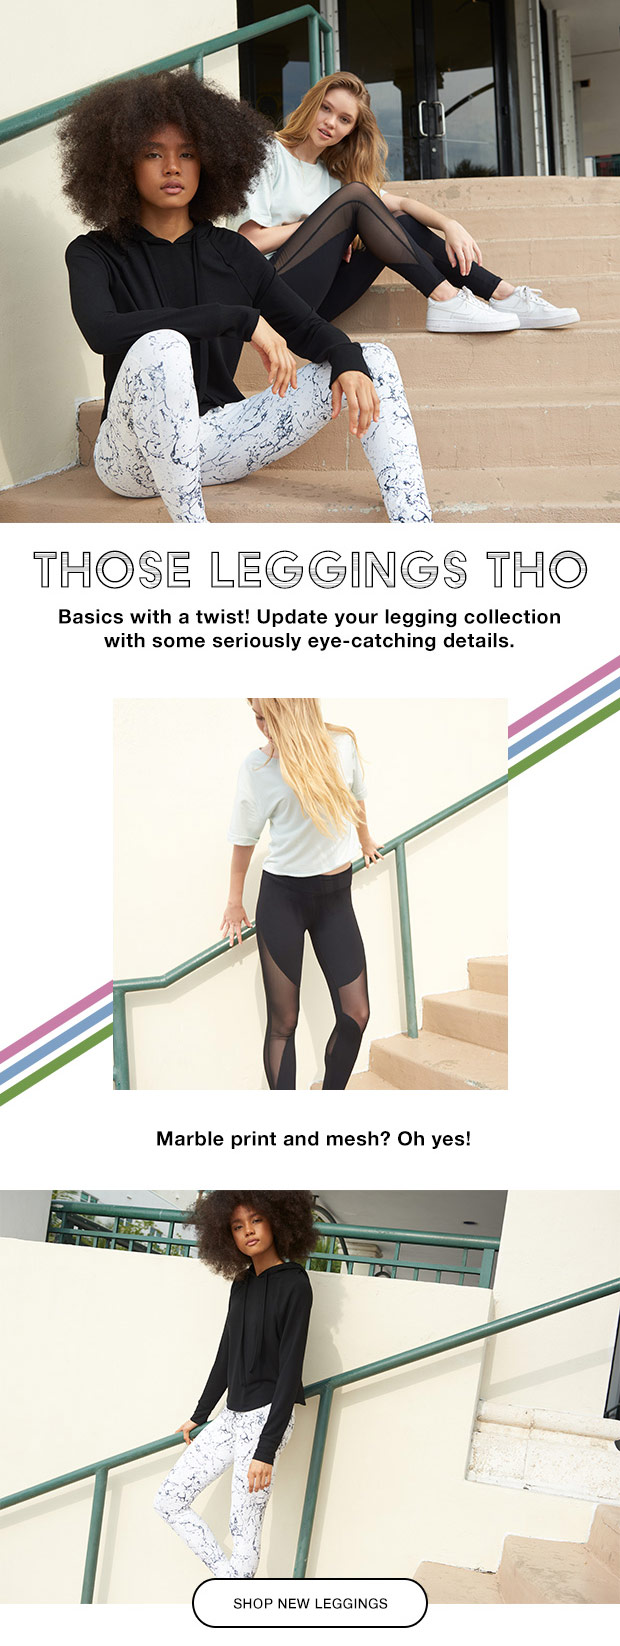 THOSE LEGGINGS THO
Basics with a twist! Update your legging collection
with some seriously eye-catching details.
Marble print and mesh? Oh yes!
SHOP NEW LEGGINGS